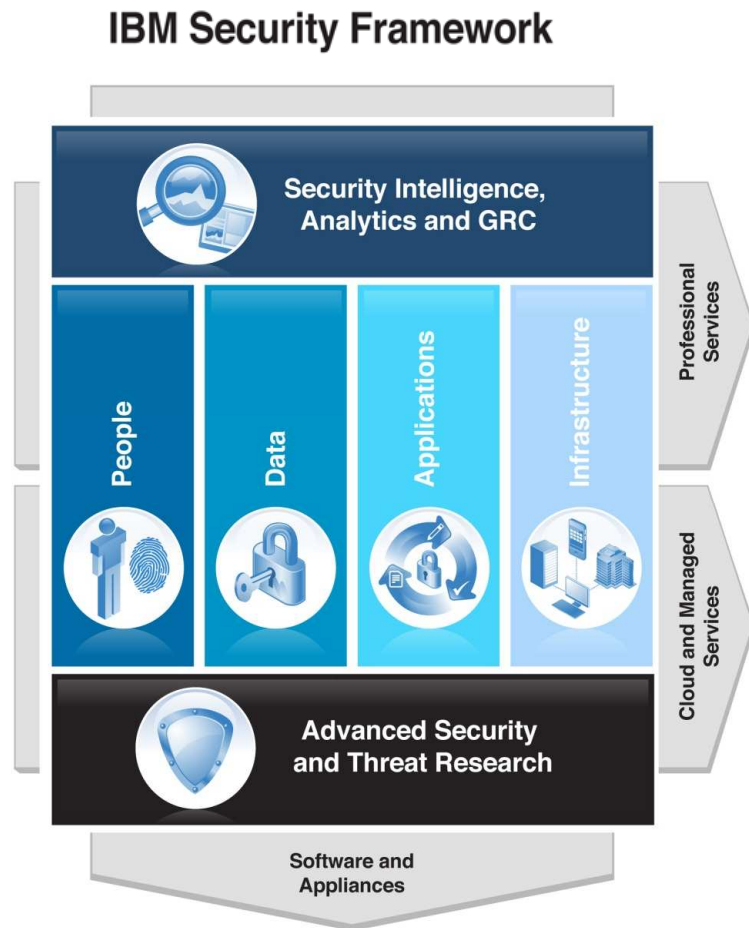 IBM Security Framework
Security Intelligence,
Analytics and GRC
People
Data
Applications
Infrastructure
Professional
Services
Cloud and Managed
Services
Advanced Security
and Threat Research
Software and
Appliances